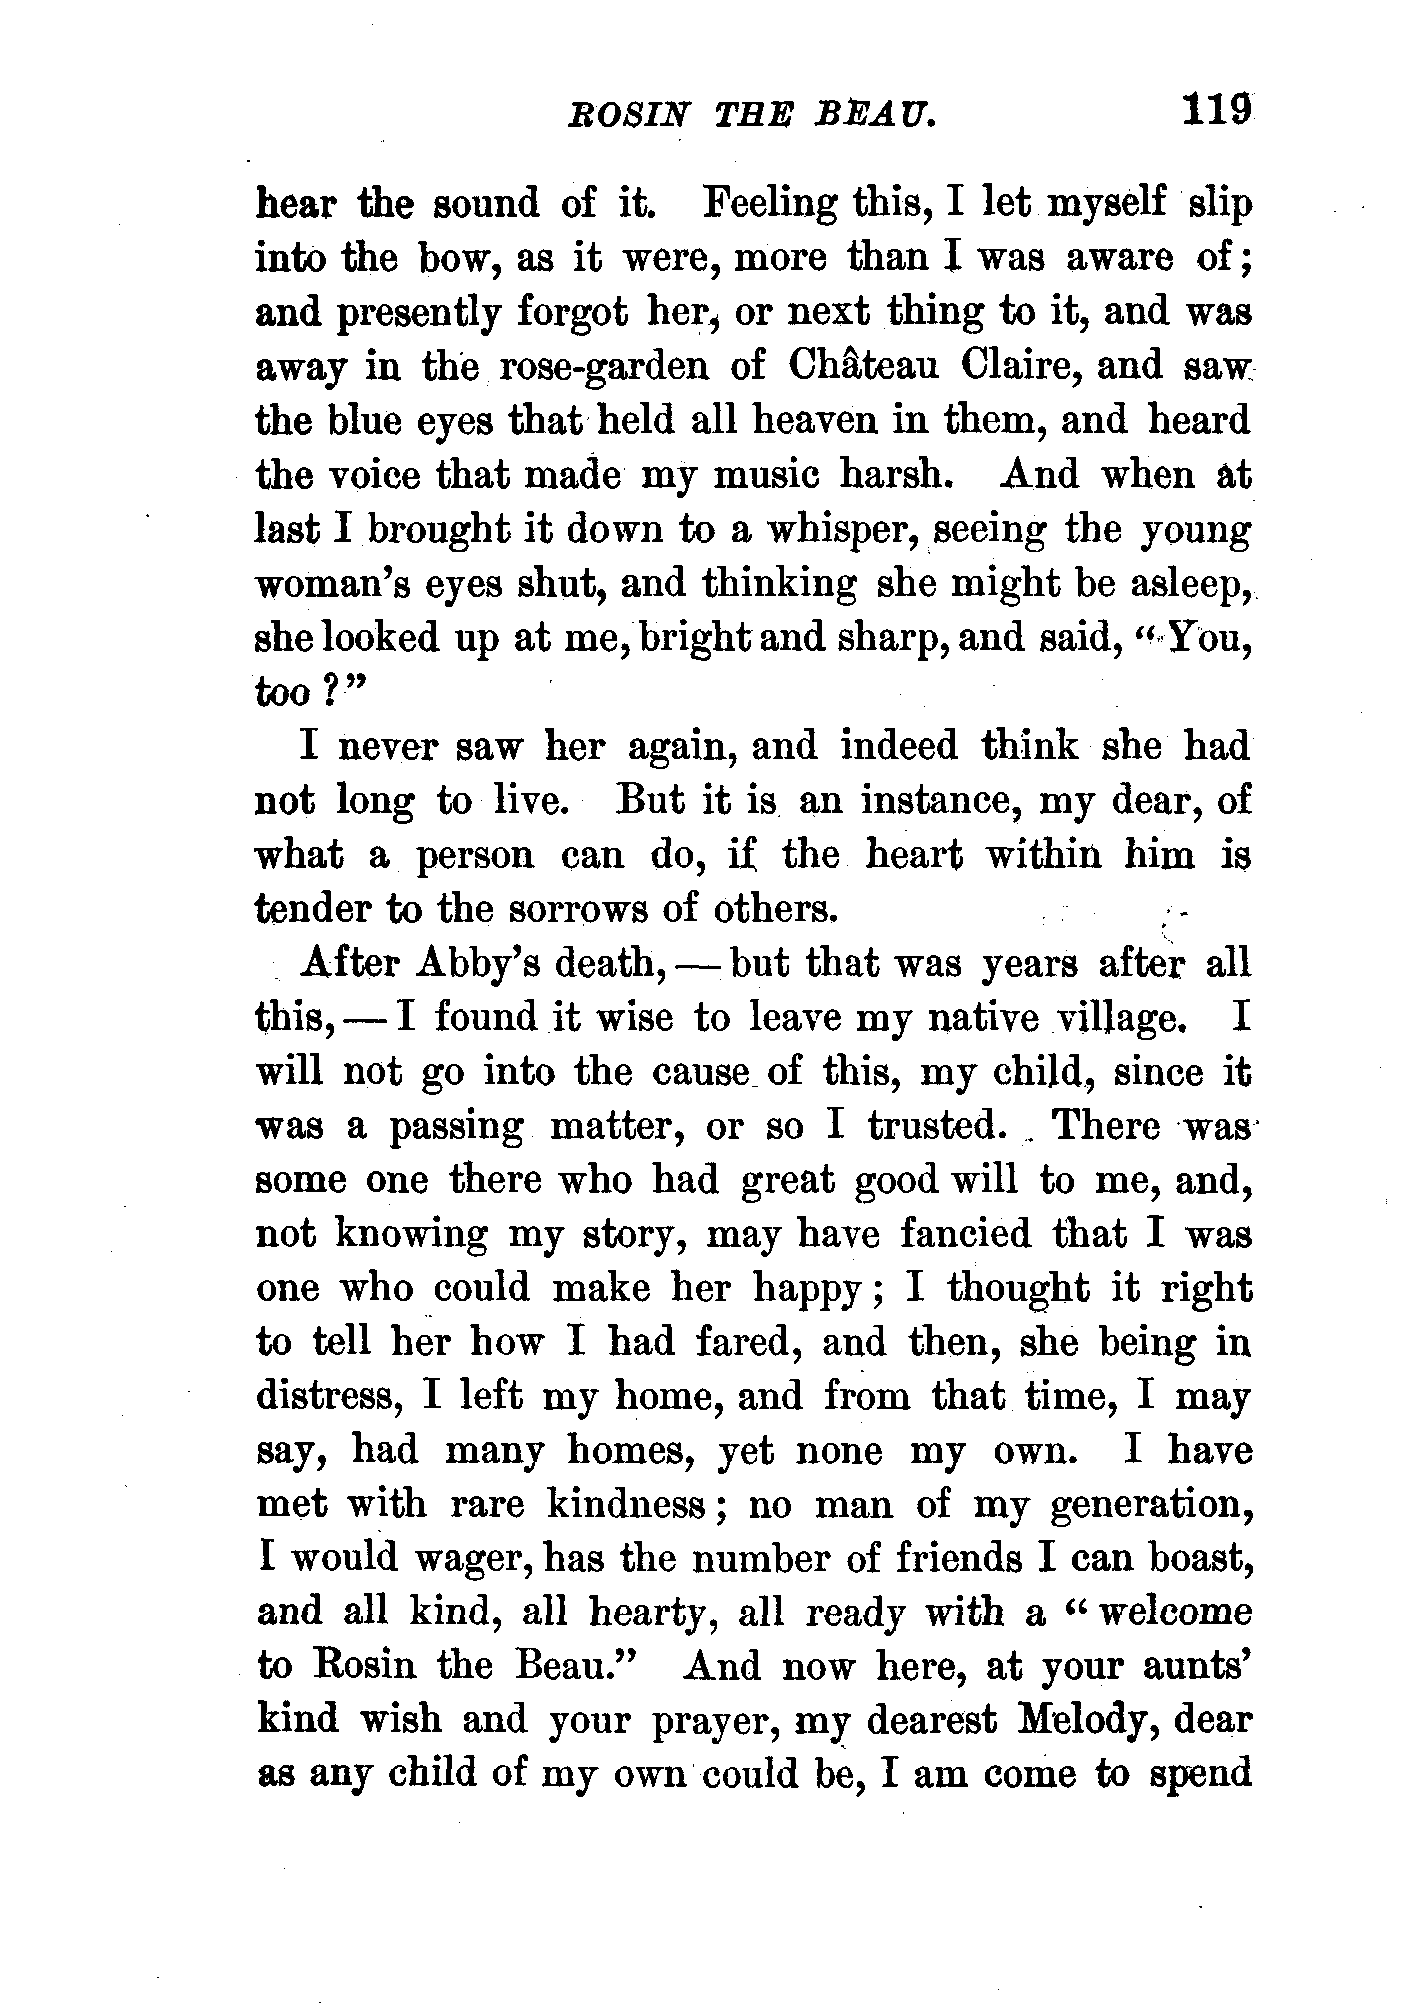 ROSIN THE BEAU. 119
hear the sound of it. Feeling this, I let myself slip
into the bow, as it were, more than I was aware of;
and presently forgot her, or next thing to it, and was
away in the rose-garden of Château Claire, and saw
the blue eyes that held all heaven in them, and heard
the voice that made my music harsh. And when at
last I brought it down to a whisper, seeing the young
woman's eyes shut, and thinking she might be asleep,
she looked up at me, bright and sharp, and said, "You,
too?"
I never saw her again, and indeed think she had
not long to live. But it is an instance, my dear, of
what a person can do, if the heart within him is
tender to the sorrows of others.
After Abby's death,—but that was years after all
this,—I found it wise to leave my native village. I
will not go into the cause of this, my child, since it
was a passing matter, or so I trusted. There was
some one there who had great good will to me, and,
not knowing my story, may have fancied that I was
one who could make her happy; I thought it right
to tell her how I had fared, and then, she being in
distress, I left my home, and from that time, I may
say, had many homes, yet none my own. I have
met with rare kindness; no man of my generation,
I would wager, has the number of friends I can boast,
and all kind, all hearty, all ready with a "welcome
to Rosin the Beau." And now here, at your aunts'
kind wish and your prayer, my dearest Melody, dear
as any child of my own could be, I am come to spend